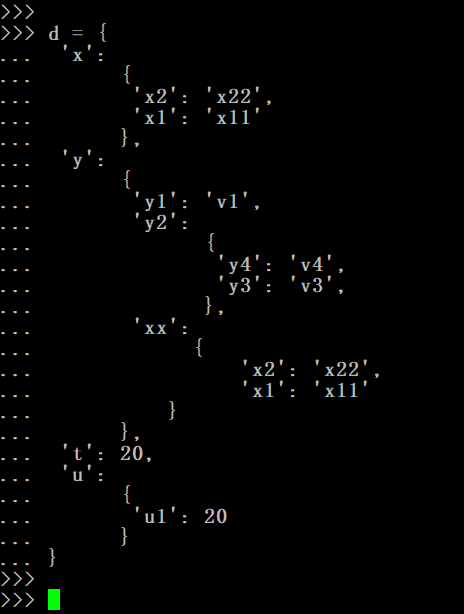 >>>
>>> d = {
...   'x':
...        {
...         'x2': 'x22',
...         'x1': 'x11'
...        },
...   'y':
...        {
...         'y1': 'v1',
...         'y2':
...               {
...                'y4': 'v4',
...                'y3': 'v3',
...               },
...         'xx':
...              {
...                  'x2': 'x22',
...                  'x1': 'x11'
...            }
...        },
...   't': 20,
...   'u':
...        {
...         'u1': 20
...        }
... }
>>>
>>>